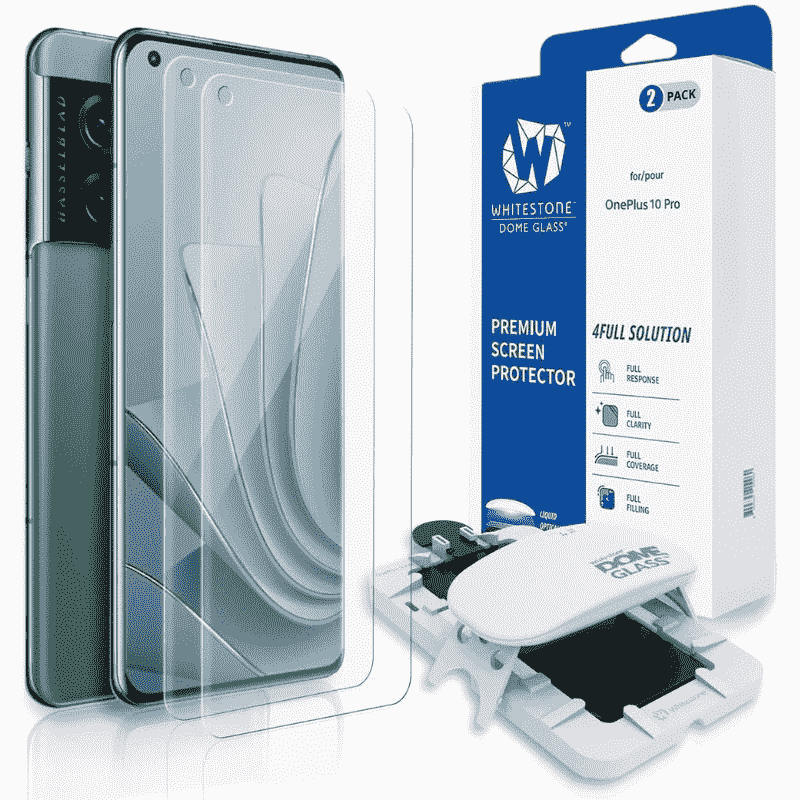 HASSELBLAD
2 PACK
WHITESTONE™
DOME GLASS®
for/pour
OnePlus 10 Pro
PREMIUM
SCREEN
PROTECTOR
4FULL SOLUTION
FULL
RESPONSE
FULL
CLARITY
FULL
COVERAGE
FULL
FILLING
LIQUID
DOME
GLASS
Whitestone